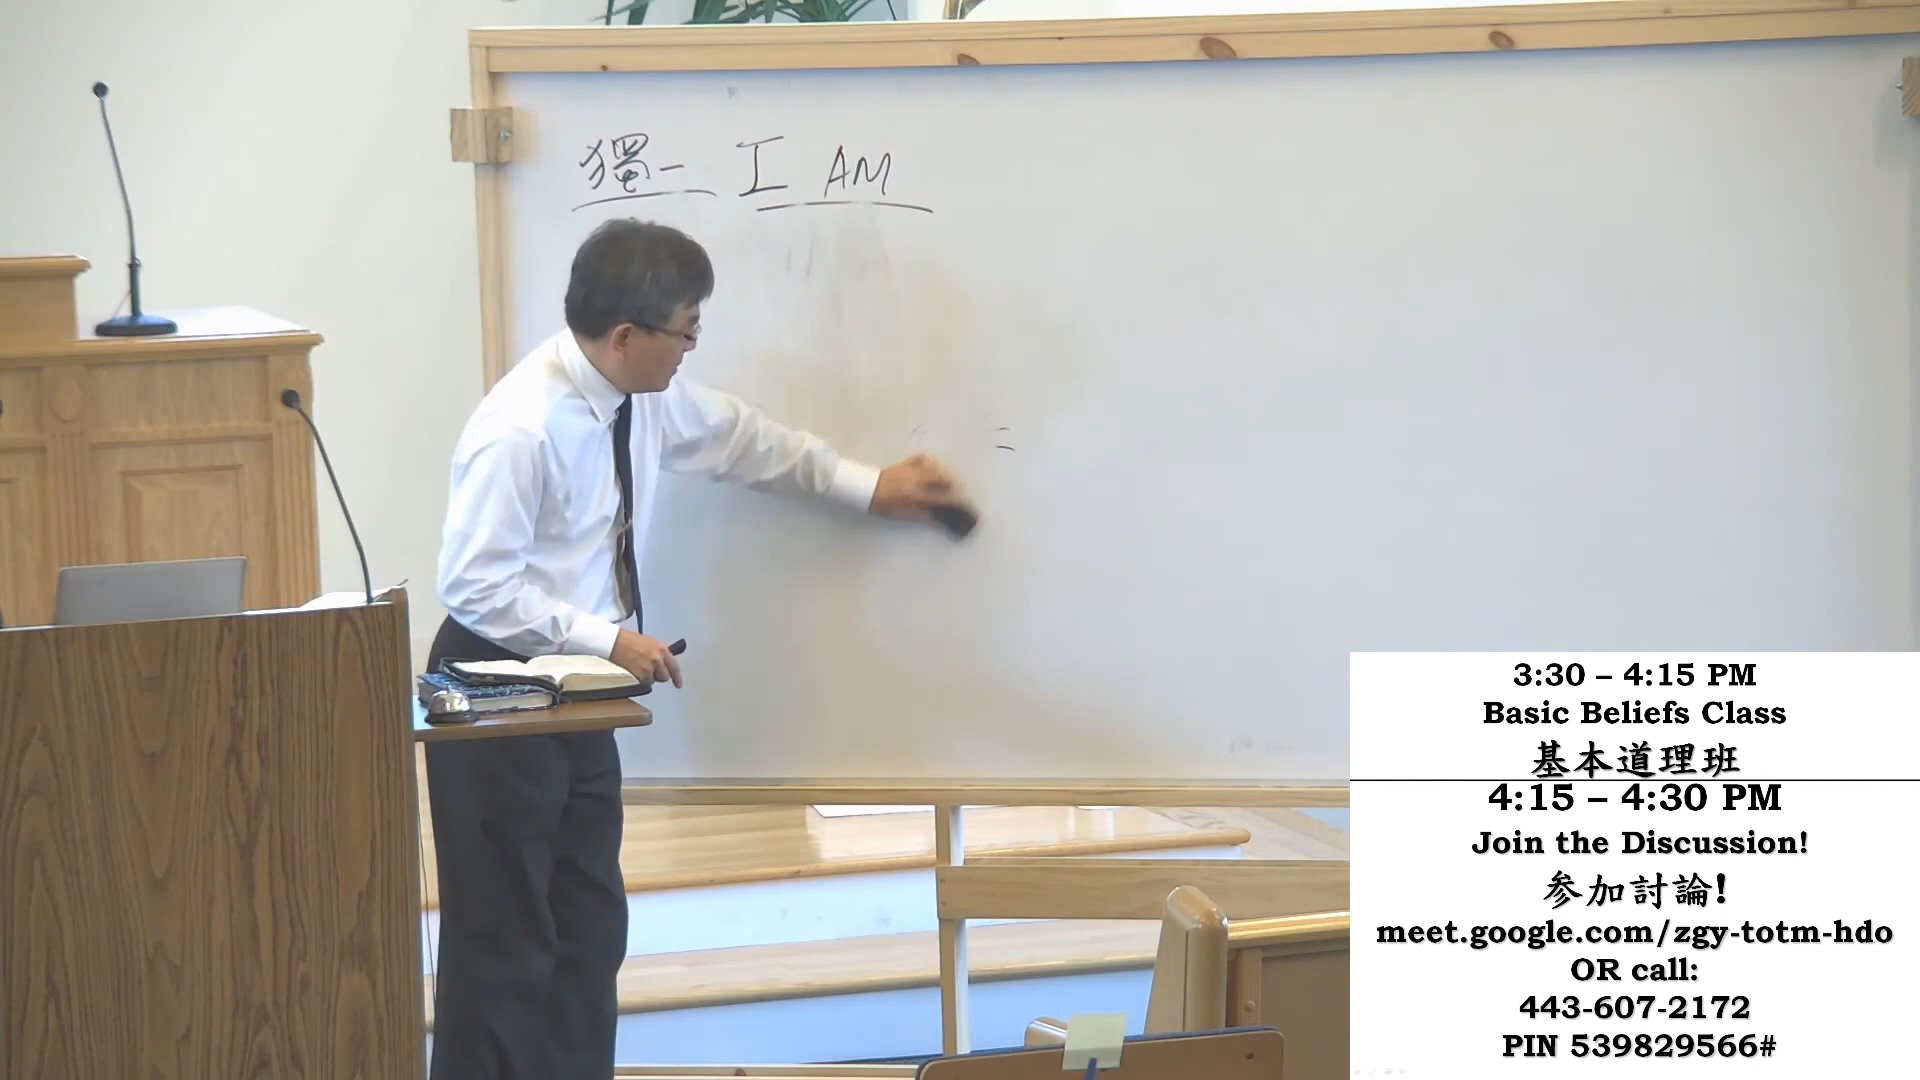 獨一 I AM
=
3:30 – 4:15 PM
Basic Beliefs Class
基本道理班
4:15 – 4:30 PM
Join the Discussion!
參加討論!
meet.google.com/zgy-totm-hdo
OR call:
443-607-2172
PIN 539829566#